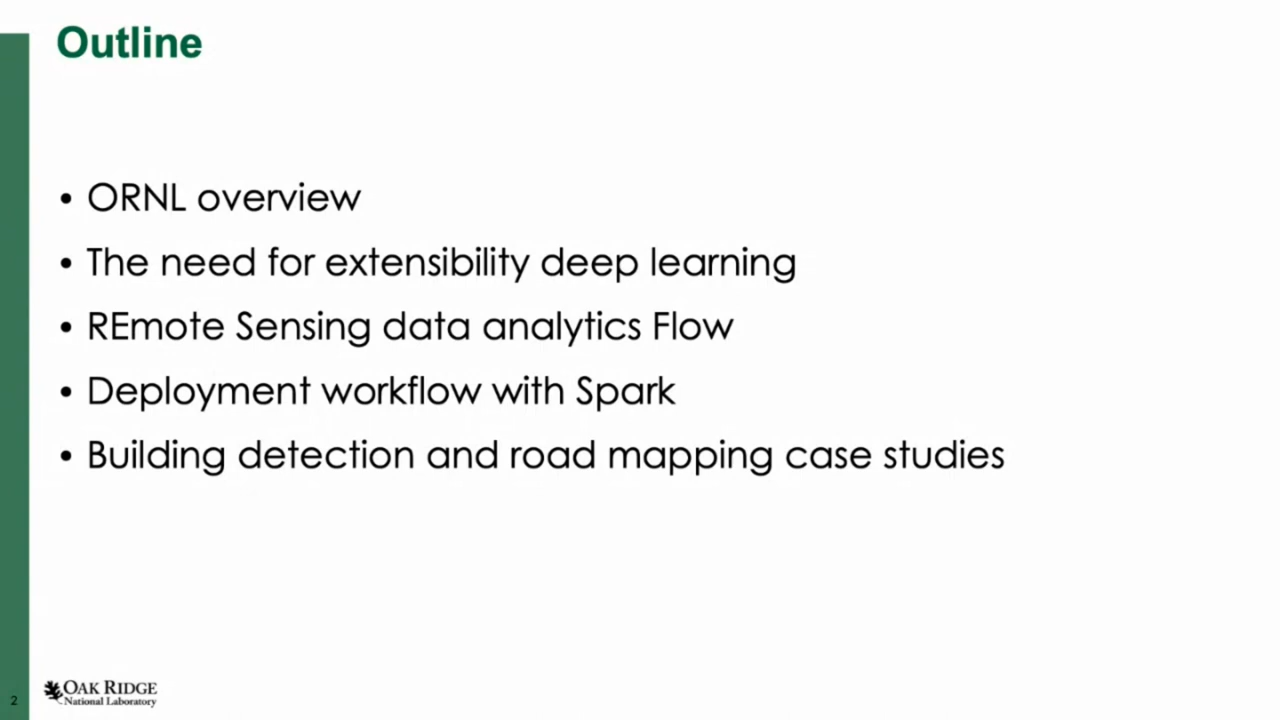 Outline
• ORNL overview
• The need for extensibility deep learning
• REmote Sensing data analytics Flow
• Deployment workflow with Spark
• Building detection and road mapping case studies
2
OAK RIDGE
National Laboratory